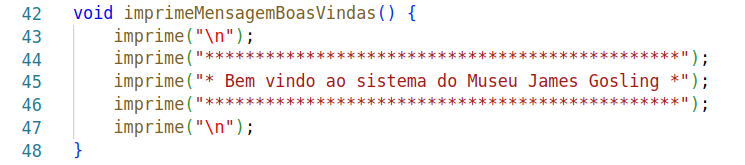 42 void imprimeMensagemBoasVindas() {
43     imprime("\n");
44     imprime("***********************************************");
45     imprime("* Bem vindo ao sistema do Museu James Gosling *");
46     imprime("***********************************************");
47     imprime("\n");
48 }